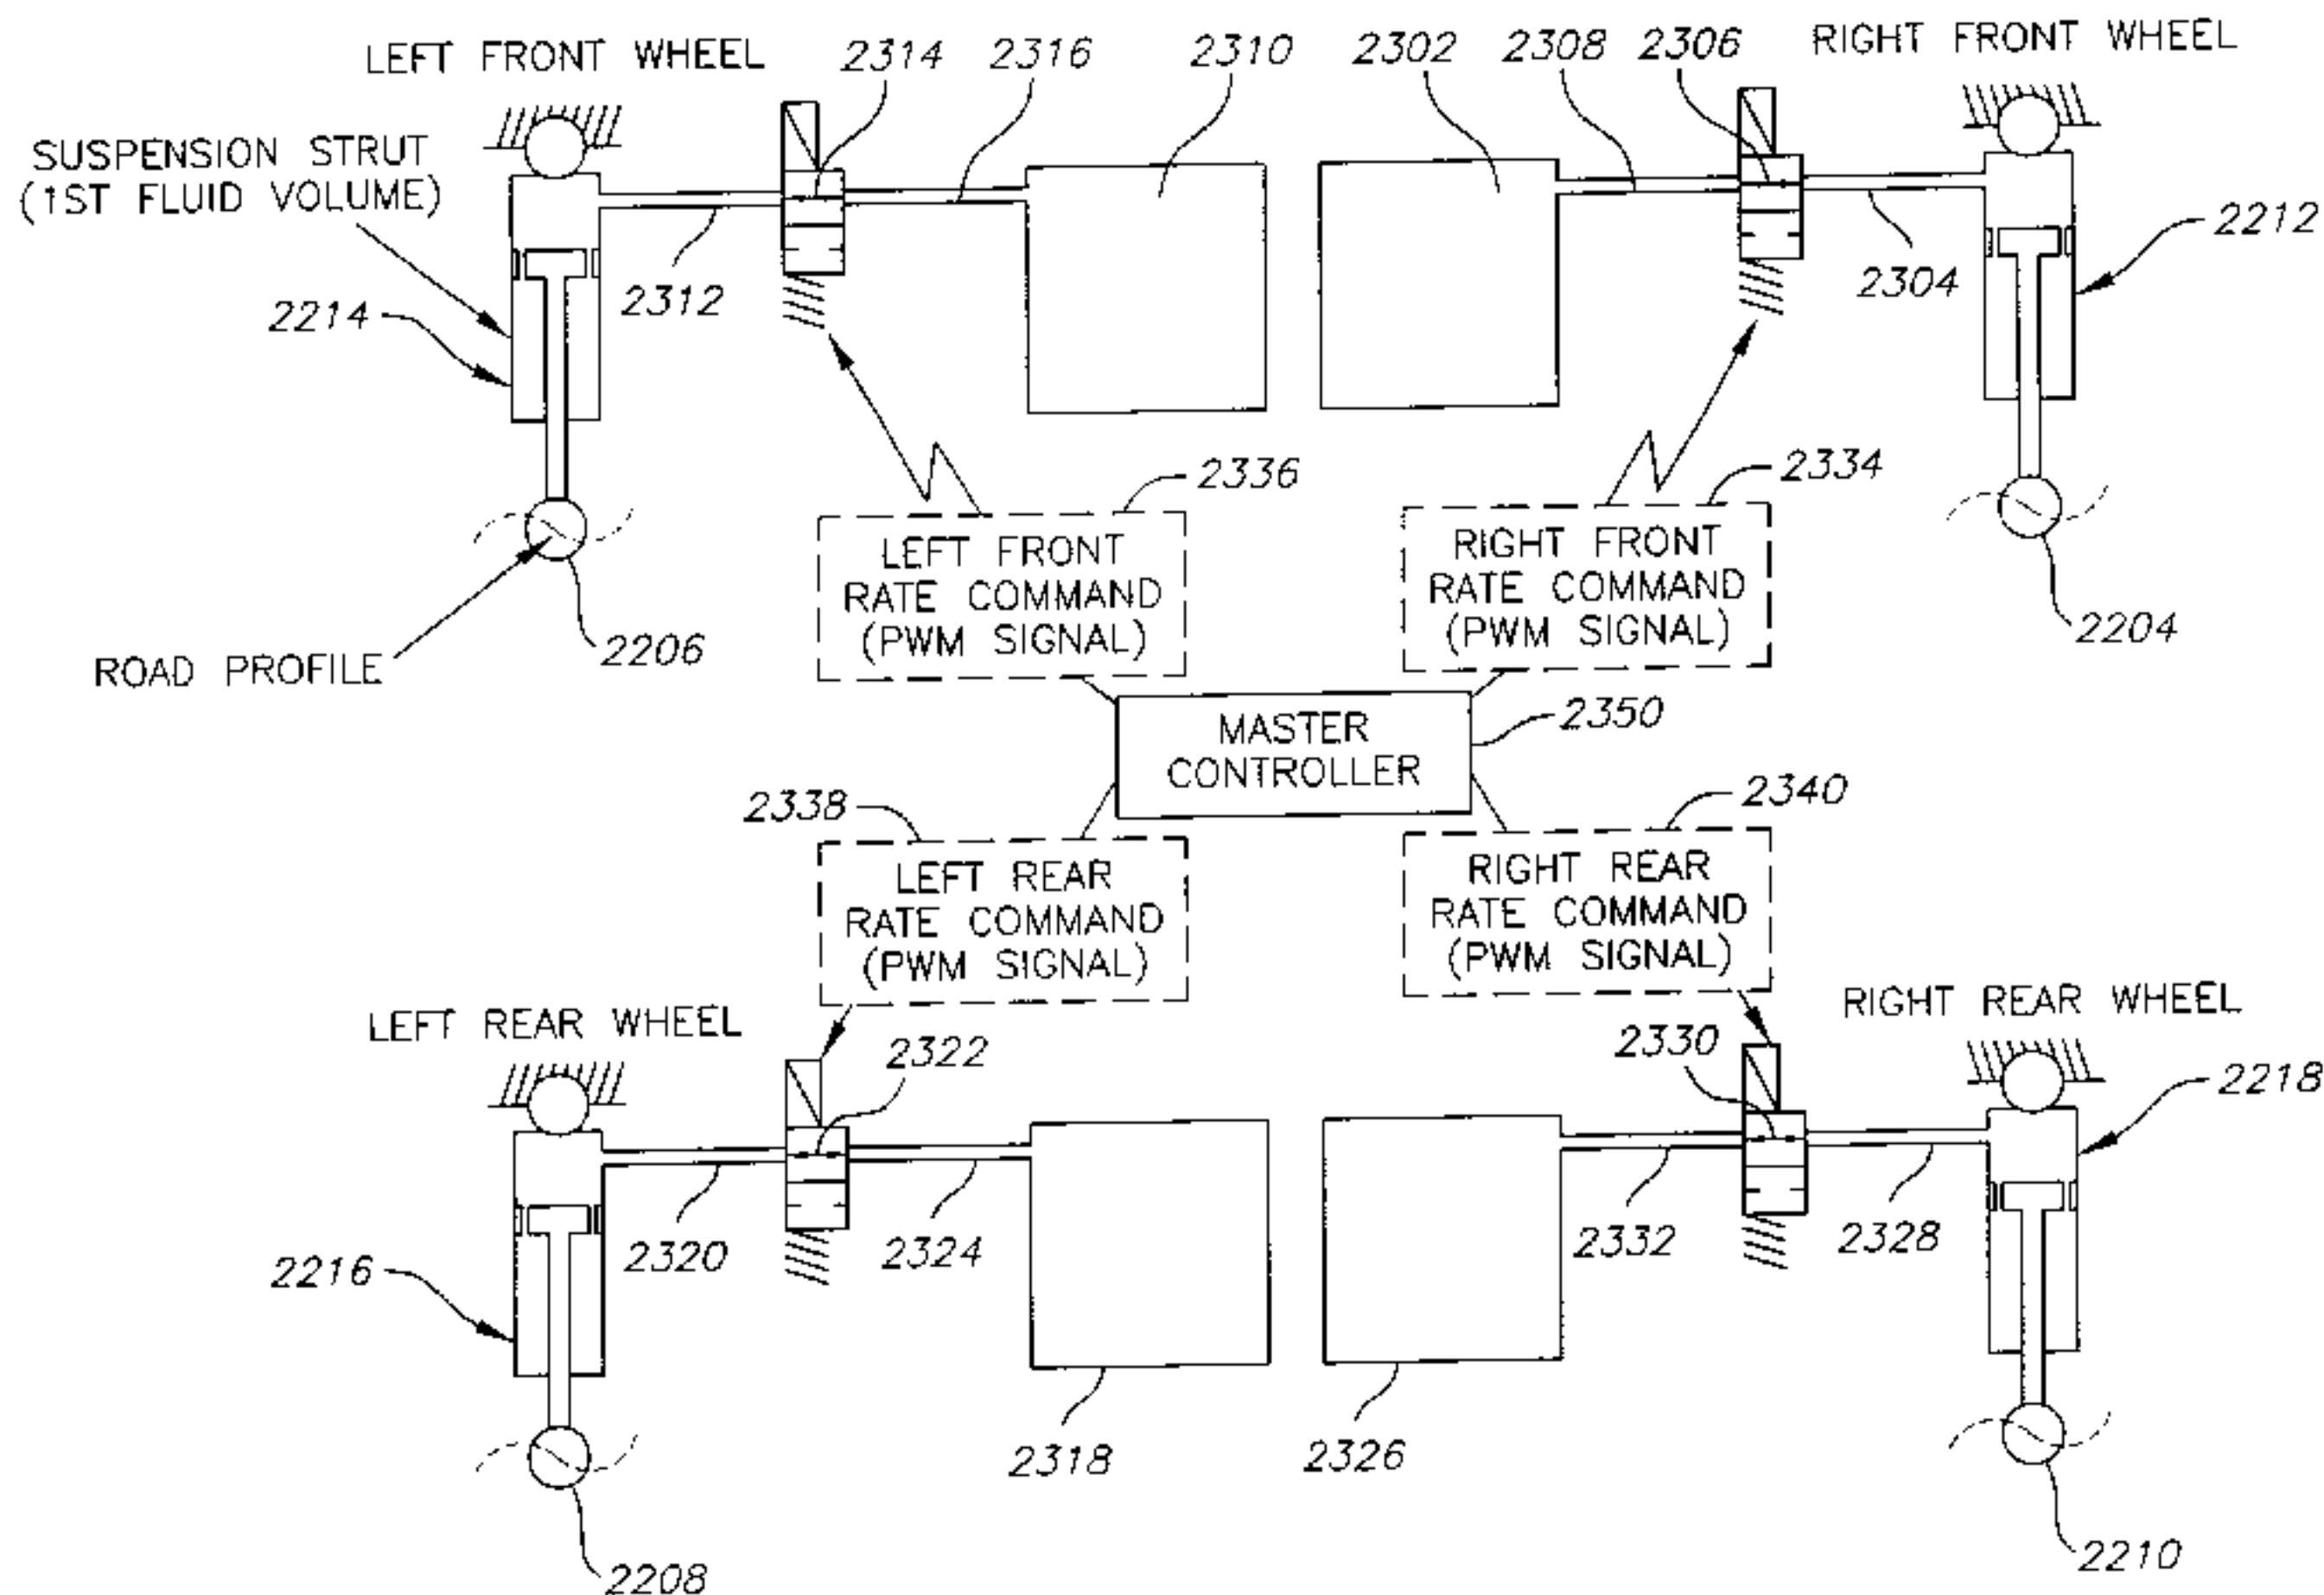 LEFT FRONT WHEEL
2314
2316
2310
2302
2308
2306
RIGHT FRONT WHEEL
SUSPENSION STRUT
(1ST FLUID VOLUME)
2214
2312
2304
2212
2336
2334
LEFT FRONT
RATE COMMAND
(PWM SIGNAL)
RIGHT FRONT
RATE COMMAND
(PWM SIGNAL)
ROAD PROFILE
2206
2204
MASTER
CONTROLLER
2350
2338
2340
LEFT REAR
RATE COMMAND
(PWM SIGNAL)
RIGHT REAR
RATE COMMAND
(PWM SIGNAL)
LEFT REAR WHEEL
2322
2330
RIGHT REAR WHEEL
2218
2216
2320
2324
2332
2328
2318
2326
2208
2210